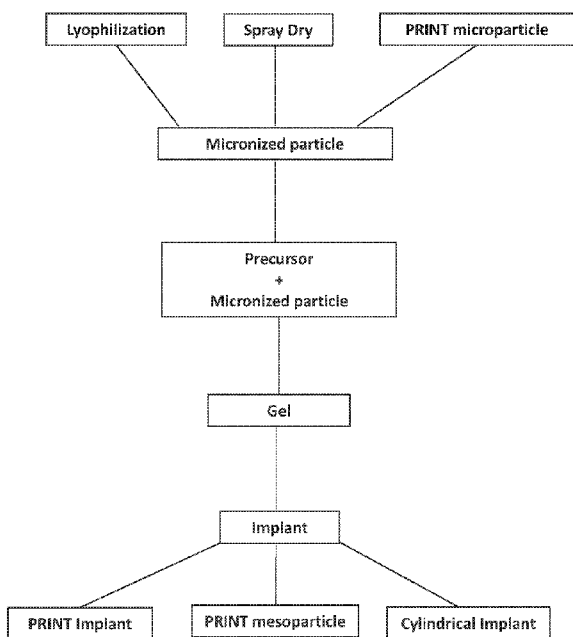 Lyophilization
Spray Dry
PRINT microparticle
Micronized particle
Precursor
+
Micronized particle
Gel
Implant
PRINT Implant
PRINT mesoparticle
Cylindrical Implant